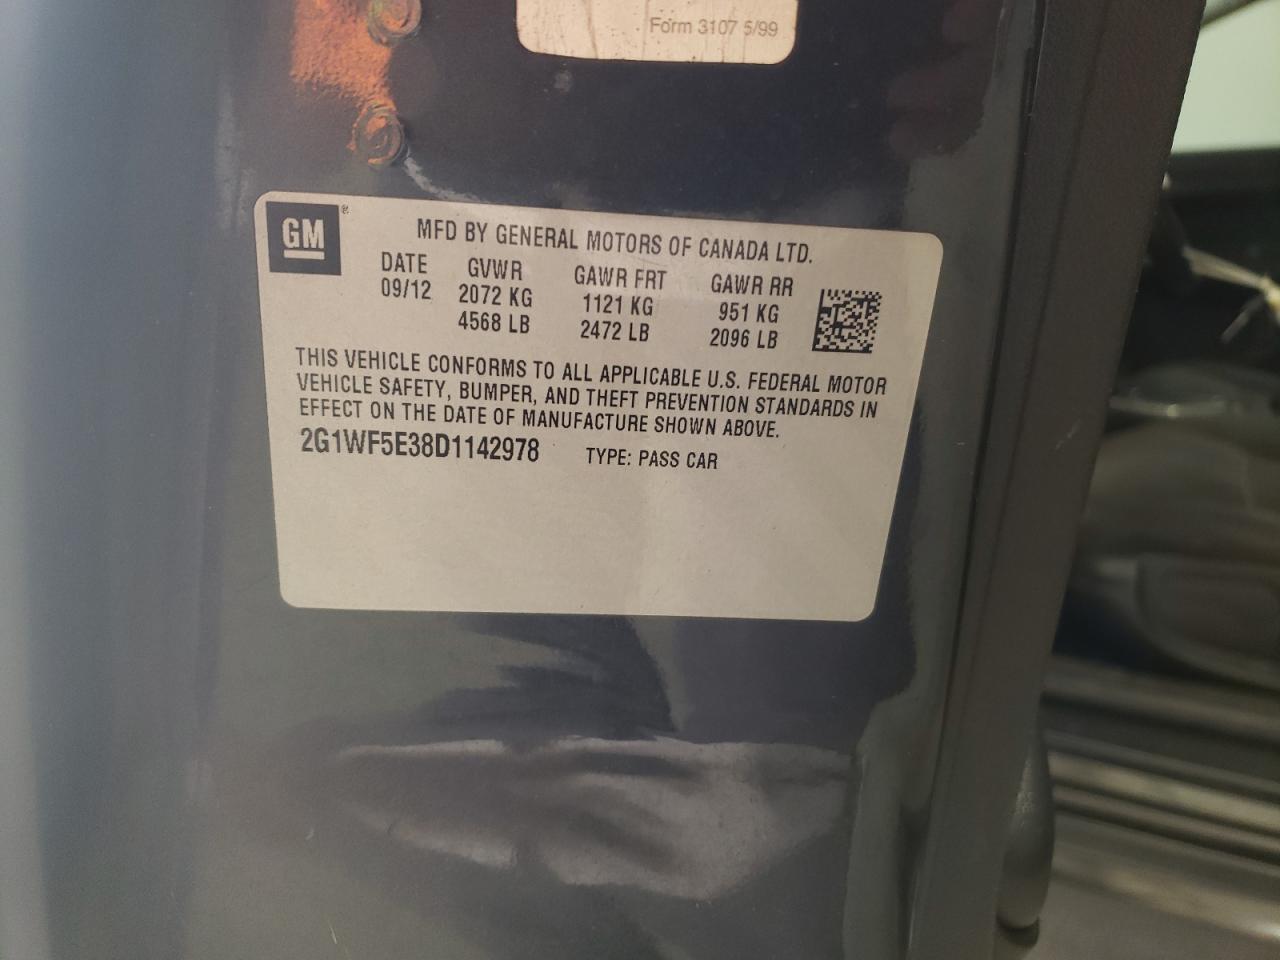 Form 3107 5/99
GM ®
MFD BY GENERAL MOTORS OF CANADA LTD.
DATE GVWR GAWR FRT GAWR RR
09/12 2072 KG 1121 KG 951 KG
4568 LB 2472 LB 2096 LB
THIS VEHICLE CONFORMS TO ALL APPLICABLE U.S. FEDERAL MOTOR
VEHICLE SAFETY, BUMPER, AND THEFT PREVENTION STANDARDS IN
EFFECT ON THE DATE OF MANUFACTURE SHOWN ABOVE.
2G1WF5E38D1142978 TYPE: PASS CAR